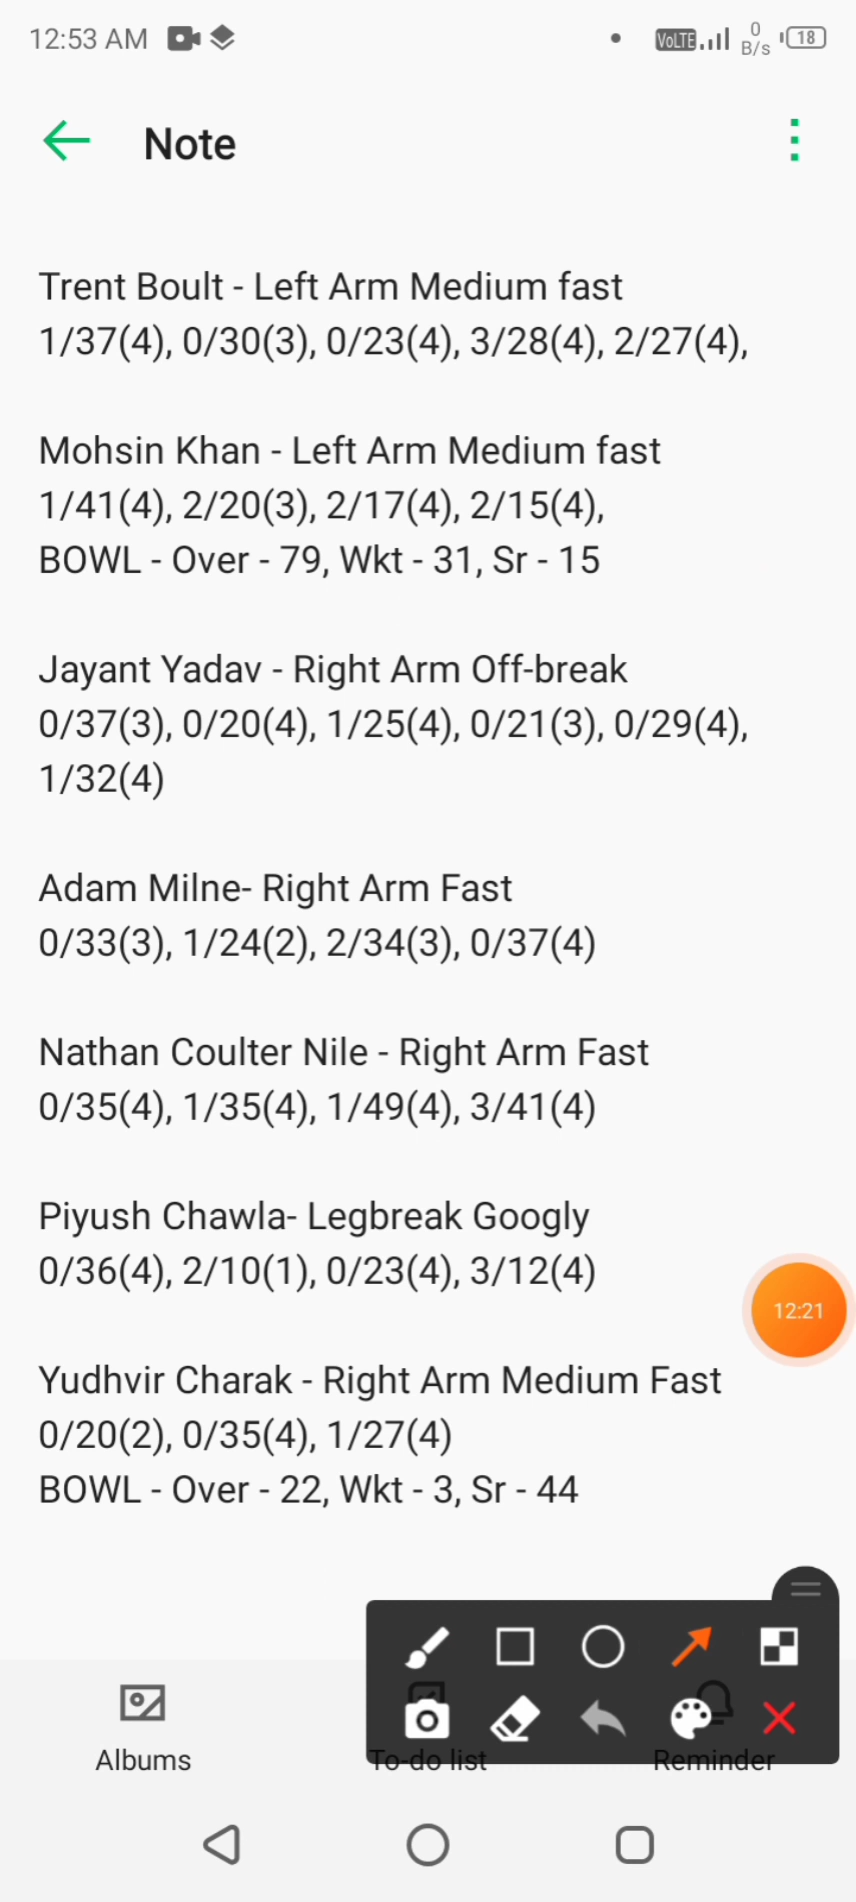 12:53 AM VoLTE 0 B/s 18
Note
Trent Boult - Left Arm Medium fast
1/37(4), 0/30(3), 0/23(4), 3/28(4), 2/27(4),
Mohsin Khan - Left Arm Medium fast
1/41(4), 2/20(3), 2/17(4), 2/15(4),
BOWL - Over - 79, Wkt - 31, Sr - 15
Jayant Yadav - Right Arm Off-break
0/37(3), 0/20(4), 1/25(4), 0/21(3), 0/29(4),
1/32(4)
Adam Milne- Right Arm Fast
0/33(3), 1/24(2), 2/34(3), 0/37(4)
Nathan Coulter Nile - Right Arm Fast
0/35(4), 1/35(4), 1/49(4), 3/41(4)
Piyush Chawla- Legbreak Googly
0/36(4), 2/10(1), 0/23(4), 3/12(4)
12:21
Yudhvir Charak - Right Arm Medium Fast
0/20(2), 0/35(4), 1/27(4)
BOWL - Over - 22, Wkt - 3, Sr - 44
Albums To-do list Reminder